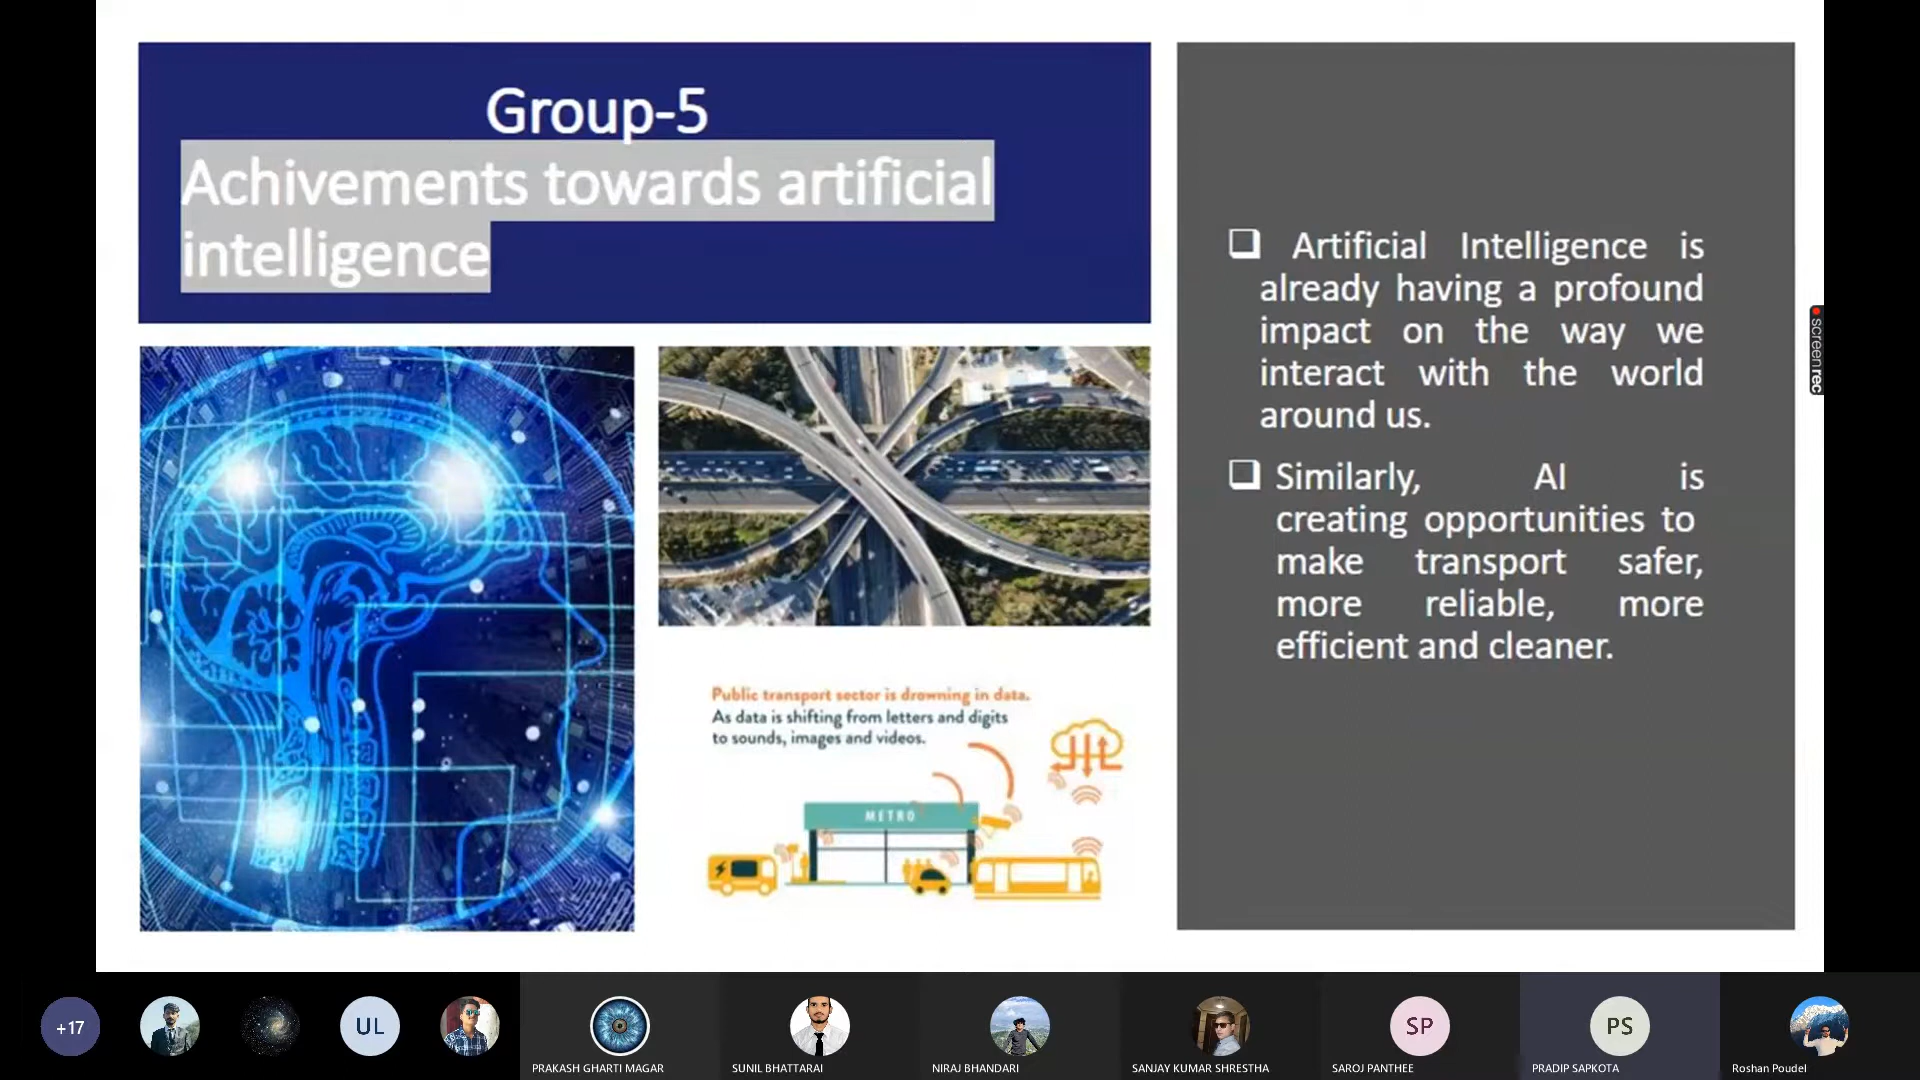 Group-5
Achivements towards artificial
intelligence
Artificial Intelligence is
already having a profound
impact on the way we
interact with the world
around us.
Similarly, AI is
creating opportunities to
make transport safer,
more reliable, more
efficient and cleaner.
Public transport sector is drowning in data.
As data is shifting from letters and digits
to sounds, images and videos.
METRO
screenrec
+17
UL
SP
PS
PRAKASH GHARTI MAGAR
SUNIL BHATTARAI
NIRAJ BHANDARI
SANJAY KUMAR SHRESTHA
SAROJ PANTHEE
PRADIP SAPKOTA
Roshan Poudel